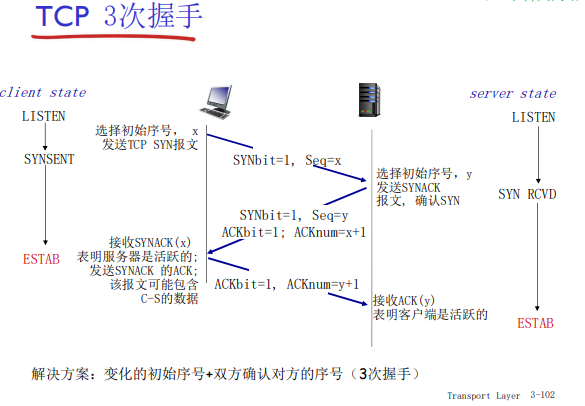 TCP 3次握手
client state
server state
LISTEN
LISTEN
选择初始序号， x
发送TCP SYN报文
SYNSENT
SYNbit=1, Seq=x
选择初始序号，y
发送SYNACK
报文，确认SYN
SYN RCVD
SYNbit=1, Seq=y
ACKbit=1; ACKnum=x+1
接收SYNACK(x)
表明服务器是活跃的;
发送SYNACK 的ACK;
该报文可能包含
C-S的数据
ESTAB
ACKbit=1, ACKnum=y+1
接收ACK(y)
表明客户端是活跃的
ESTAB
解决方案：变化的初始序号+双方确认对方的序号（3次握手）
Transport Layer 3-102